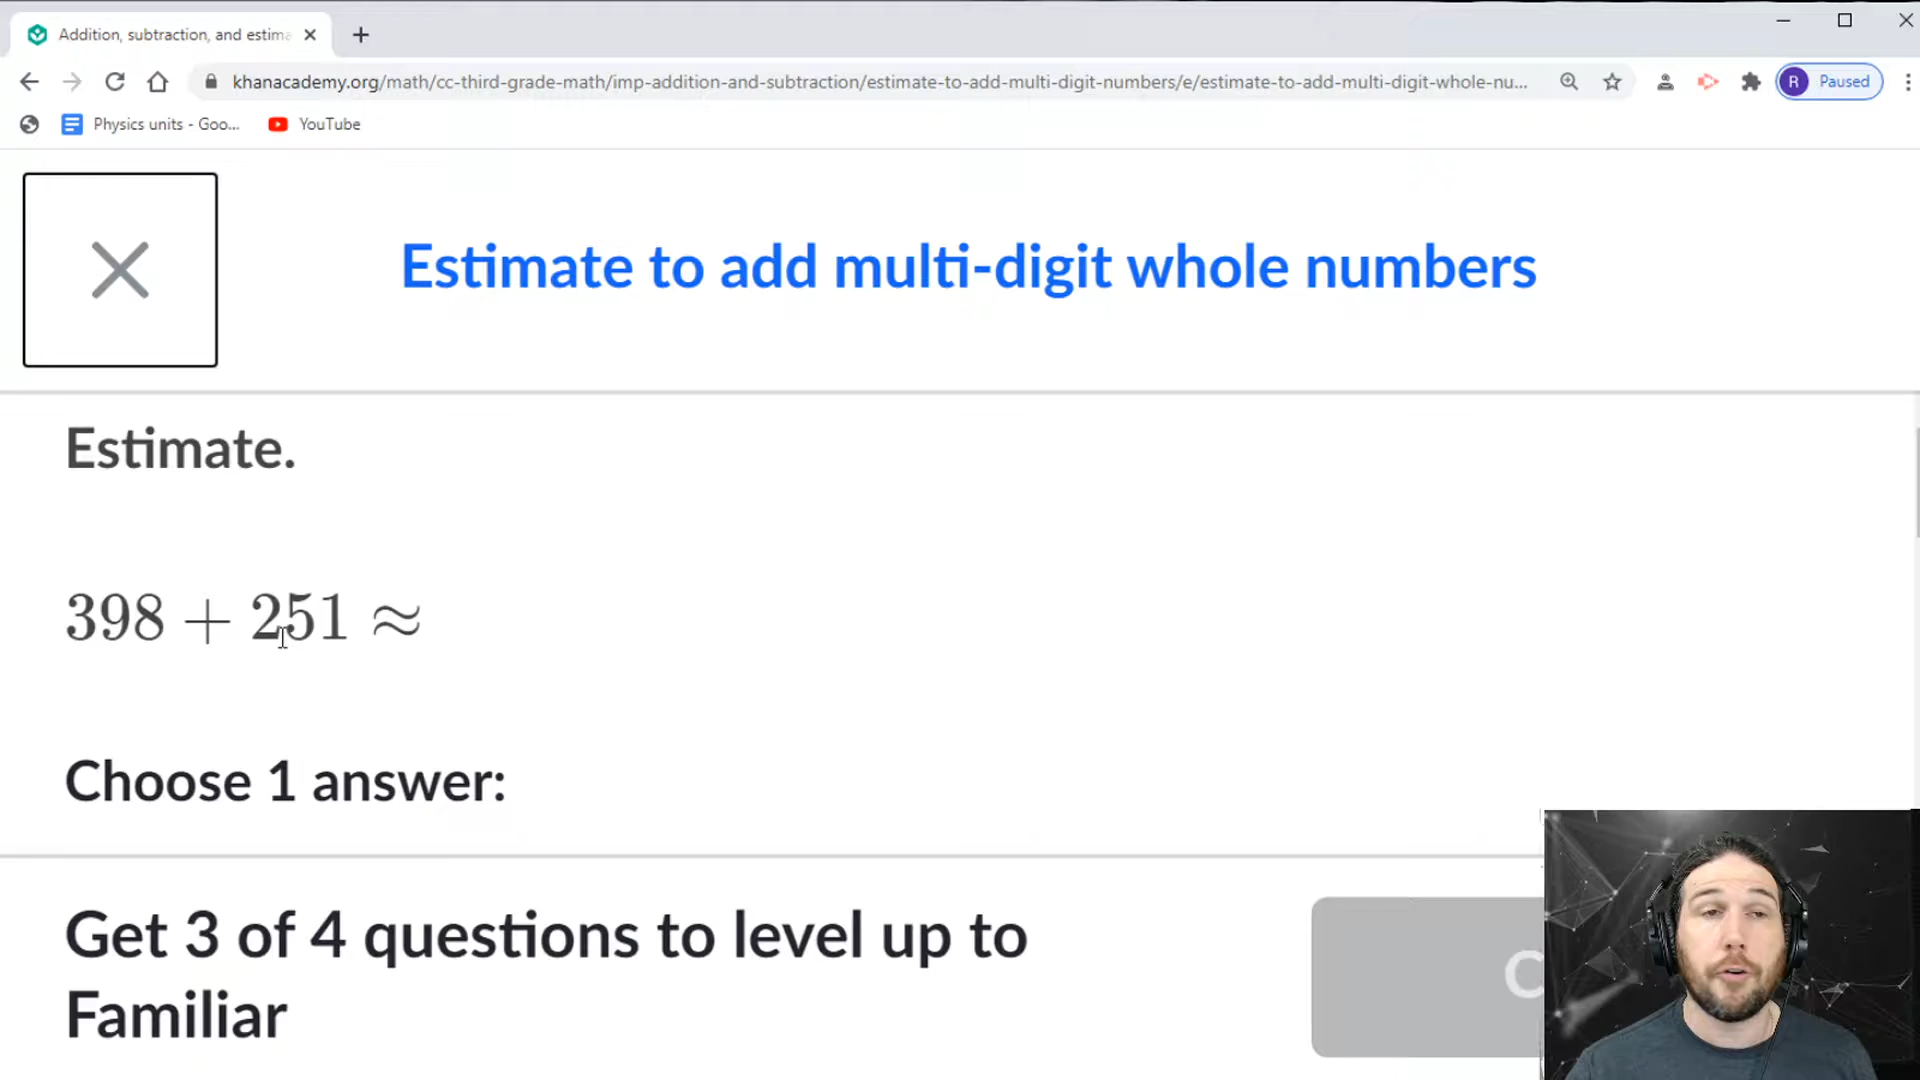 Addition, subtraction, and estima
khanacademy.org/math/cc-third-grade-math/imp-addition-and-subtraction/estimate-to-add-multi-digit-numbers/e/estimate-to-add-multi-digit-whole-nu...
R Paused
Physics units - Goo...
YouTube
Estimate to add multi-digit whole numbers
Estimate.
398 + 251 ≈
Choose 1 answer:
Get 3 of 4 questions to level up to
Familiar
C